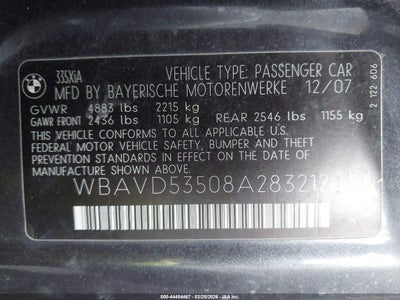 BMW
335XiA
VEHICLE TYPE: PASSENGER CAR
MFD BY BAYERISCHE MOTORENWERKE 12/07
GVWR 4883 lbs 2215 kg
GAWR FRONT 2436 lbs 1105 kg REAR 2546 lbs 1155 kg
THIS CAR CONFORMS TO ALL APPLICABLE U.S.
FEDERAL MOTOR VEHICLE SAFETY, BUMPER, AND THEFT
PREVENTION STANDARDS IN EFFECT ON THE DATE
OF MANUFACTURE SHOWN ABOVE.
2 122 606
# 44454467 - 02/20/2026 - IAA Inc.